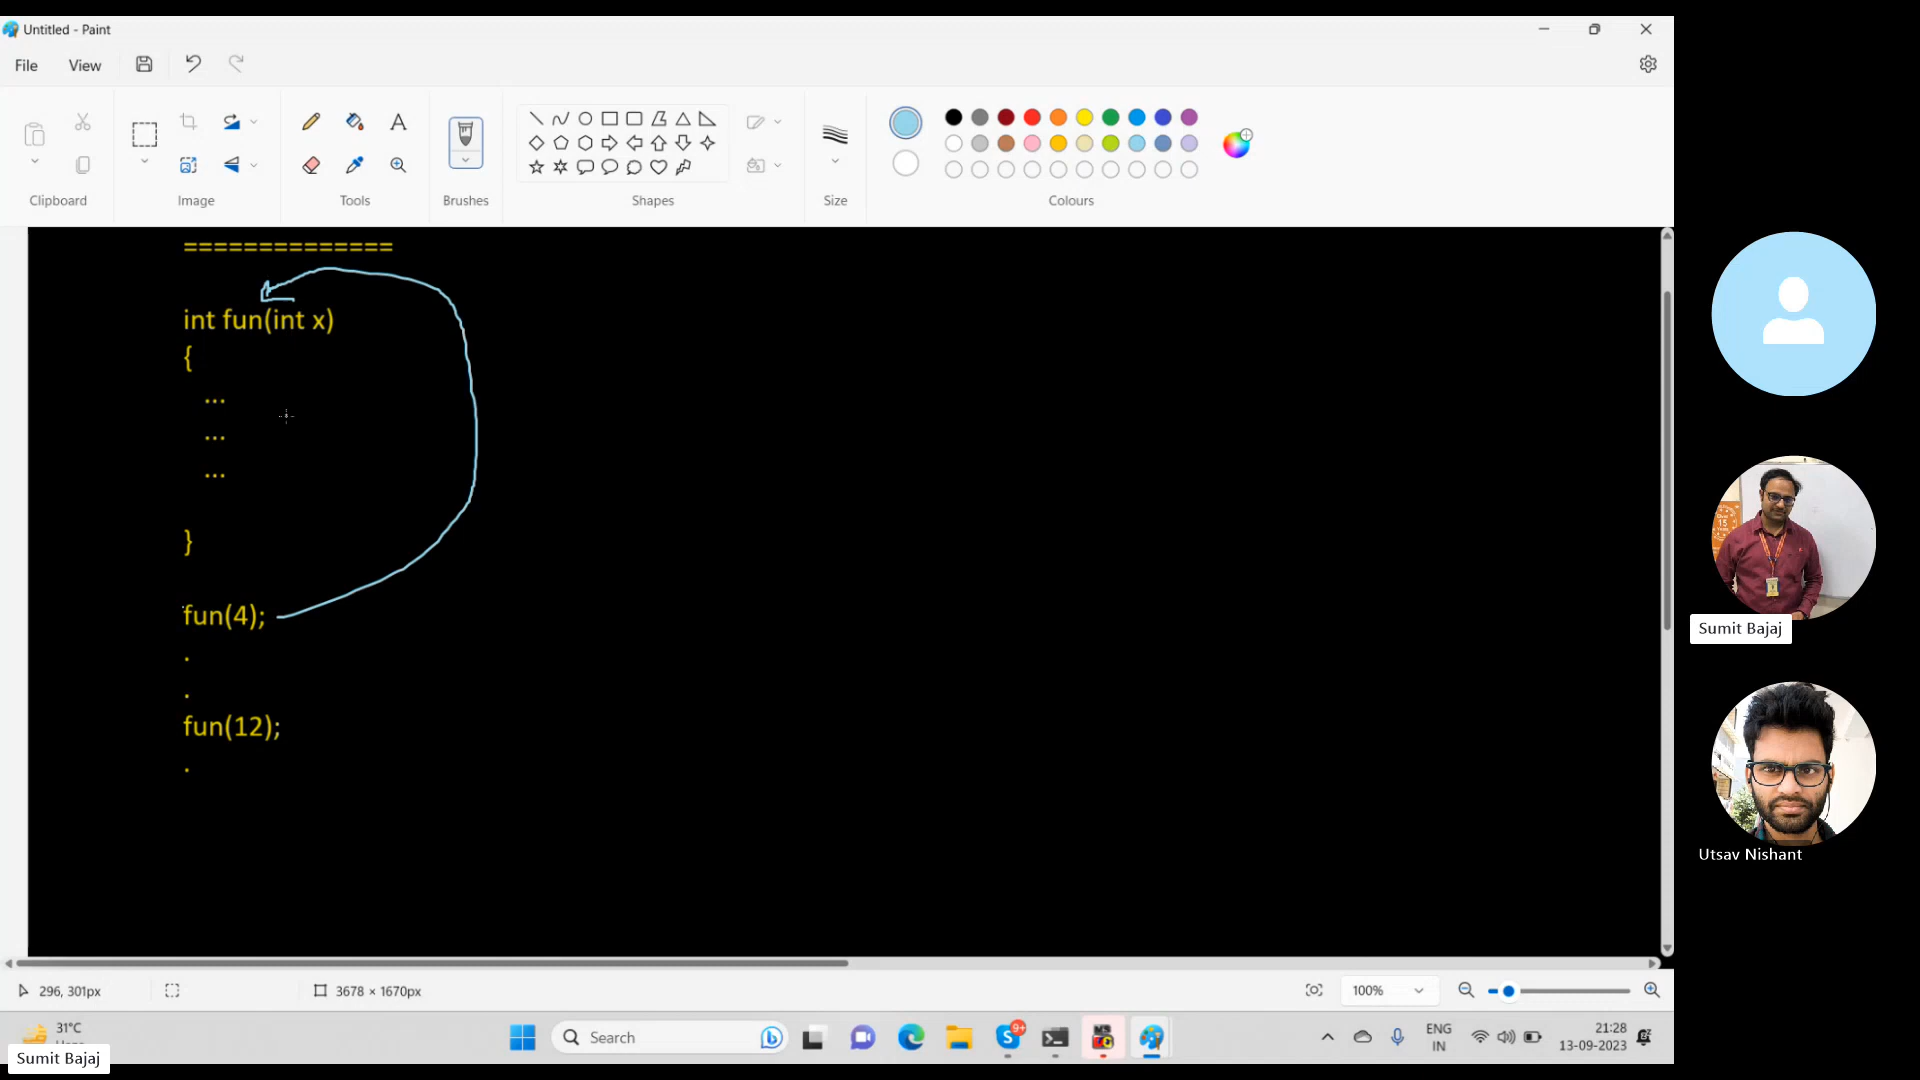 Untitled - Paint
File View
Clipboard Image Tools Brushes Shapes Size Colours
==============
int fun(int x)
{
...
...
...
}
fun(4);
.
.
fun(12);
.
Sumit Bajaj
Utsav Nishant
296, 301px 3678 × 1670px 100%
31°C
Search
9+
ENG
IN
21:28
13-09-2023
Sumit Bajaj